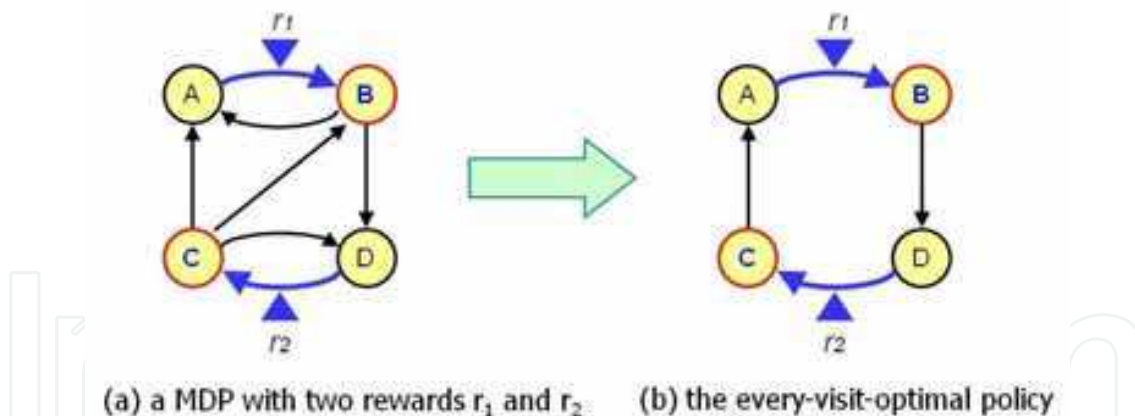 r1 r1
A B A B
C D C D
r2 r2
(a) a MDP with two rewards r₁ and r₂ (b) the every-visit-optimal policy